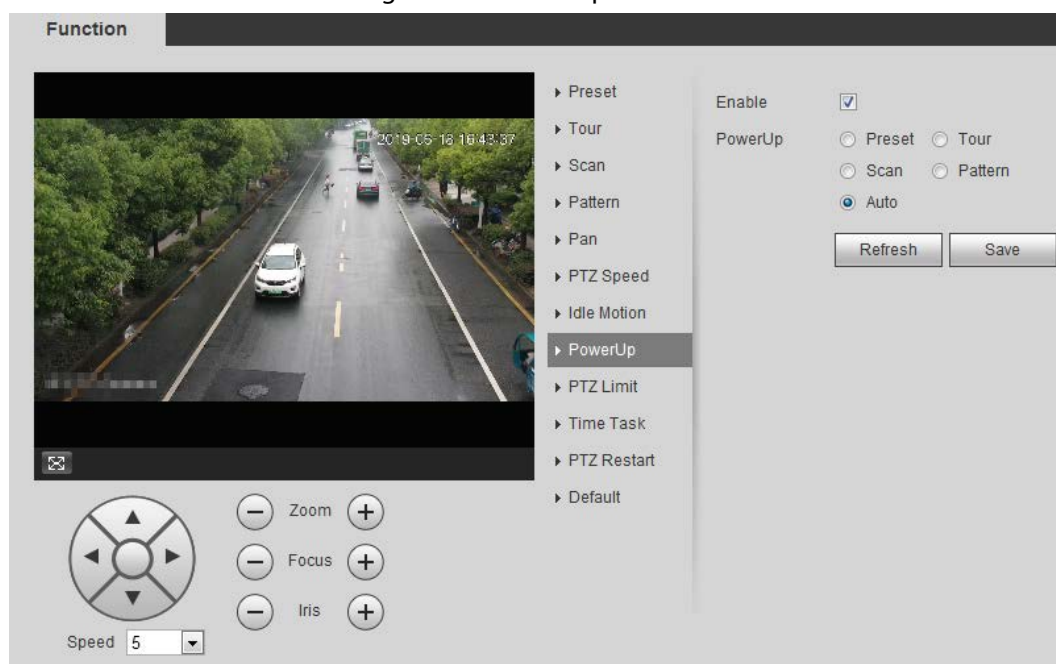 Function
2019-05-18 16:43:37
Preset
Tour
Scan
Pattern
Pan
PTZ Speed
Idle Motion
PowerUp
PTZ Limit
Time Task
PTZ Restart
Default
Enable
PowerUp
Preset Tour
Scan Pattern
Auto
Refresh Save
Zoom
Focus
Iris
Speed 5